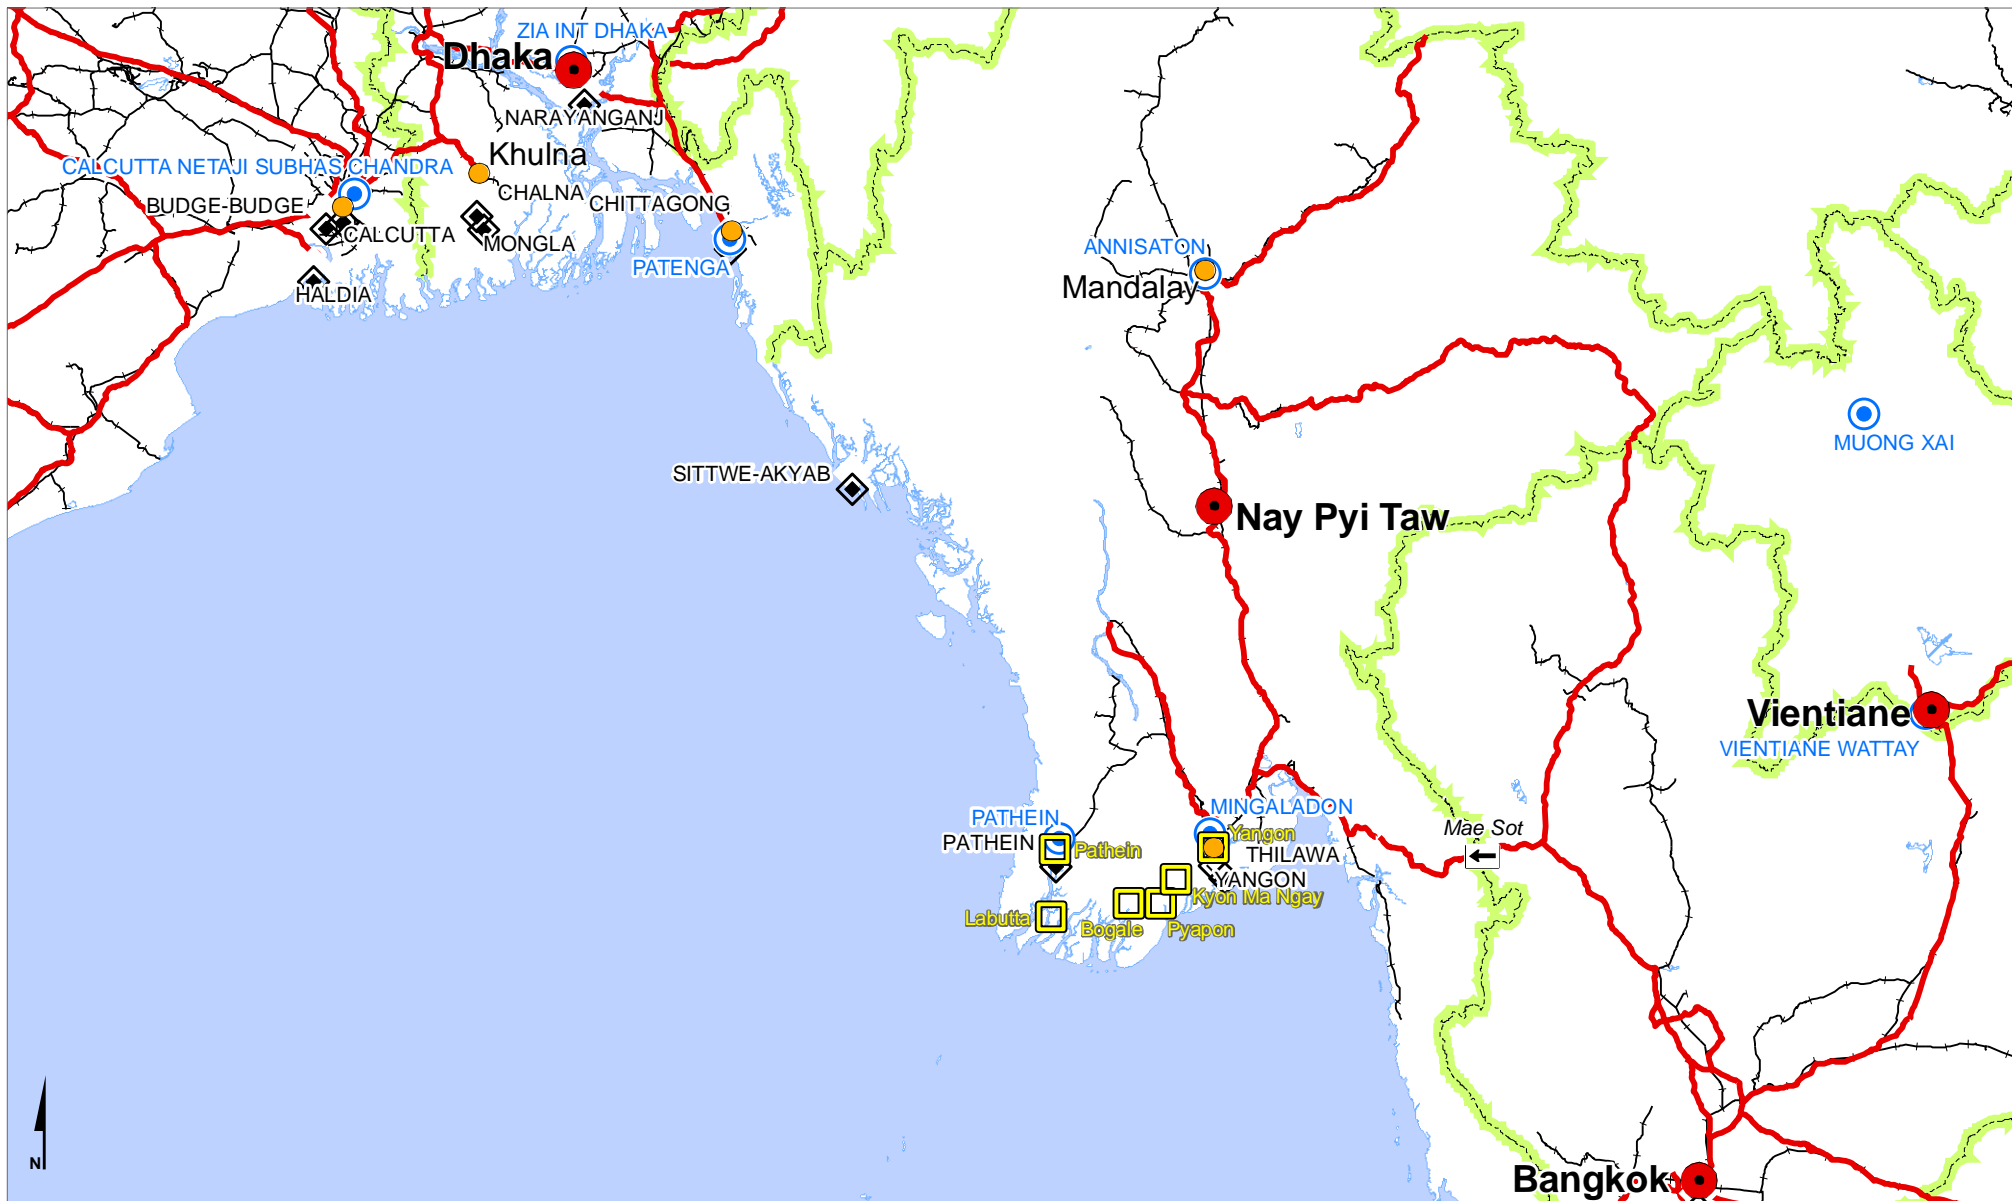 ZIA INT DHAKA
Dhaka
NARAYANGANJ
Khulna
CALCUTTA NETAJI SUBHAS CHANDRA
CHALNA
BUDGE-BUDGE
CHITTAGONG
CALCUTTA
MONGLA
ANNISATON
PATENGA
Mandalay
HALDIA
MUONG XAI
SITTWE-AKYAB
Nay Pyi Taw
Vientiane
VIENTIANE WATTAY
MINGALADON
PATHEIN
Mae Sot
Yangon
PATHEIN
Pathein
THILAWA
YANGON
Kyon Ma Ngay
Labutta
Bogale
Pyapon
N
Bangkok